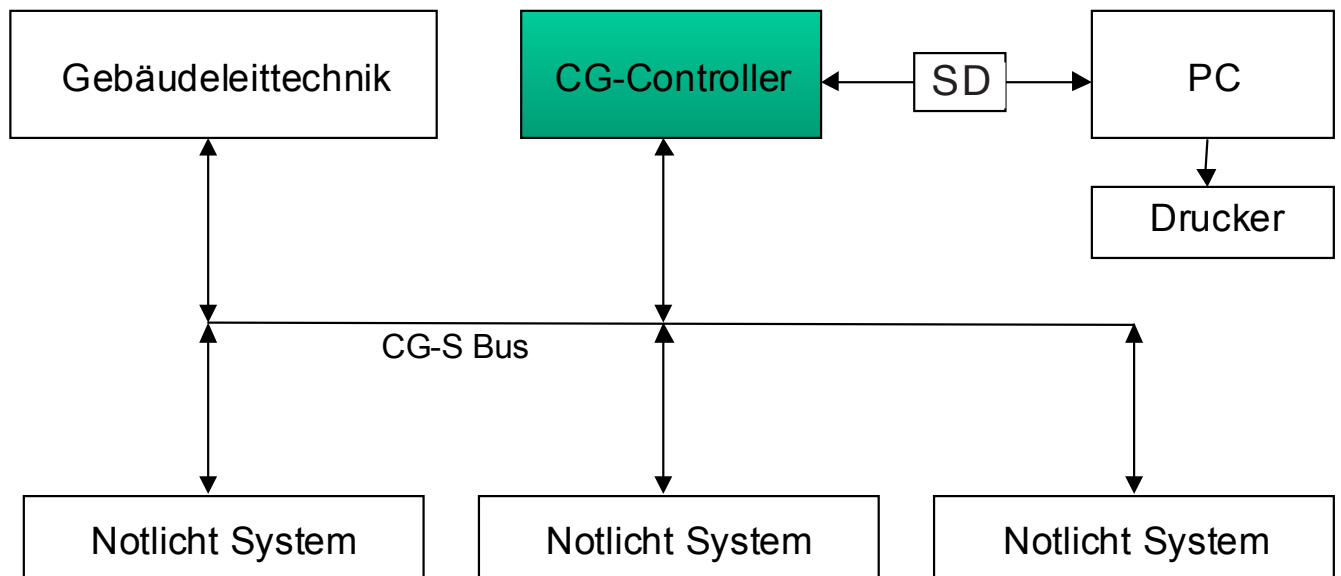 Gebäudeleittechnik
CG-Controller
SD
PC
Drucker
CG-S Bus
Notlicht System
Notlicht System
Notlicht System